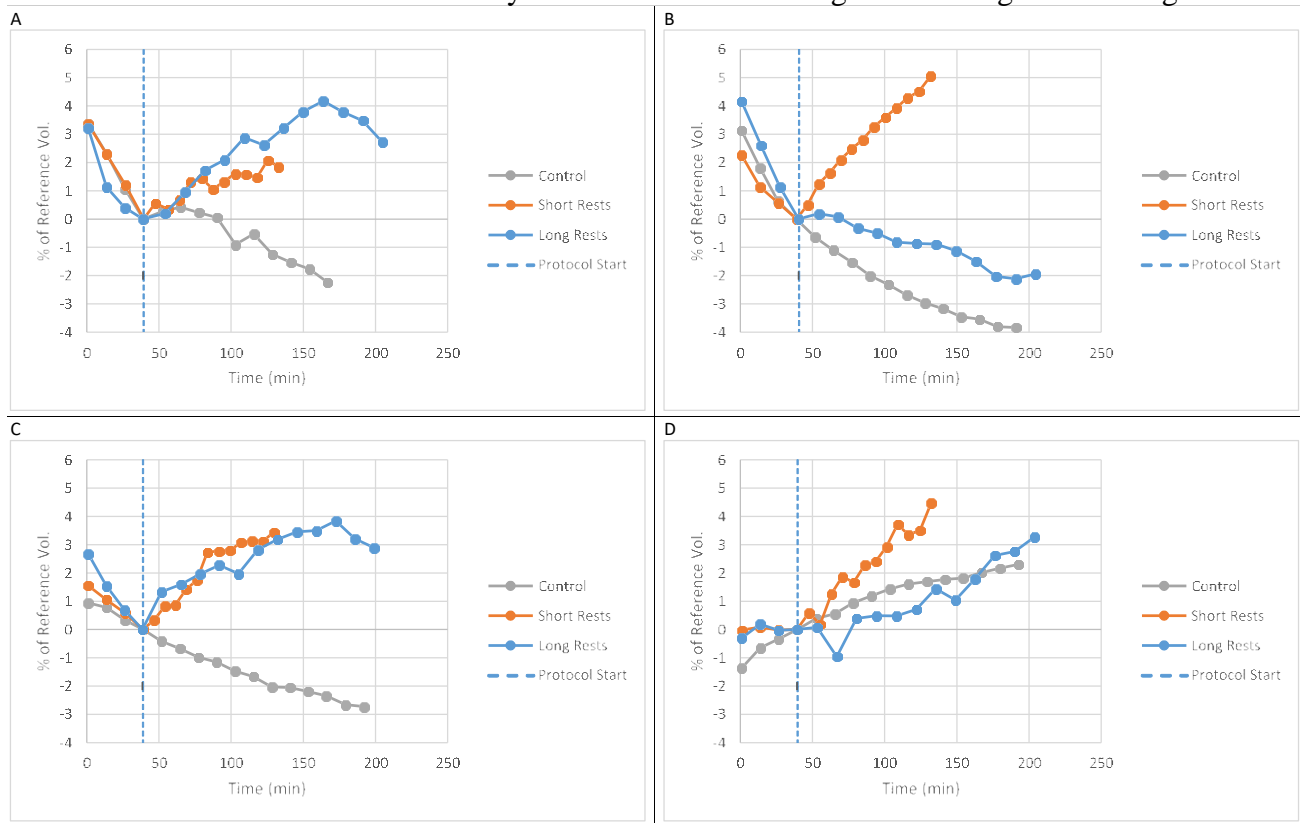 A
6
5
4
3
2
1
0
-1
-2
-3
-4
% of Reference Vol.
0 50 100 150 200 250
Time (min)
Control
Short Rests
Long Rests
Protocol Start
B
6
5
4
3
2
1
0
-1
-2
-3
-4
% of Reference Vol.
0 50 100 150 200 250
Time (min)
Control
Short Rests
Long Rests
Protocol Start
C
6
5
4
3
2
1
0
-1
-2
-3
-4
% of Reference Vol.
0 50 100 150 200 250
Time (min)
Control
Short Rests
Long Rests
Protocol Start
D
6
5
4
3
2
1
0
-1
-2
-3
-4
% of Reference Vol.
0 50 100 150 200 250
Time (min)
Control
Short Rests
Long Rests
Protocol Start